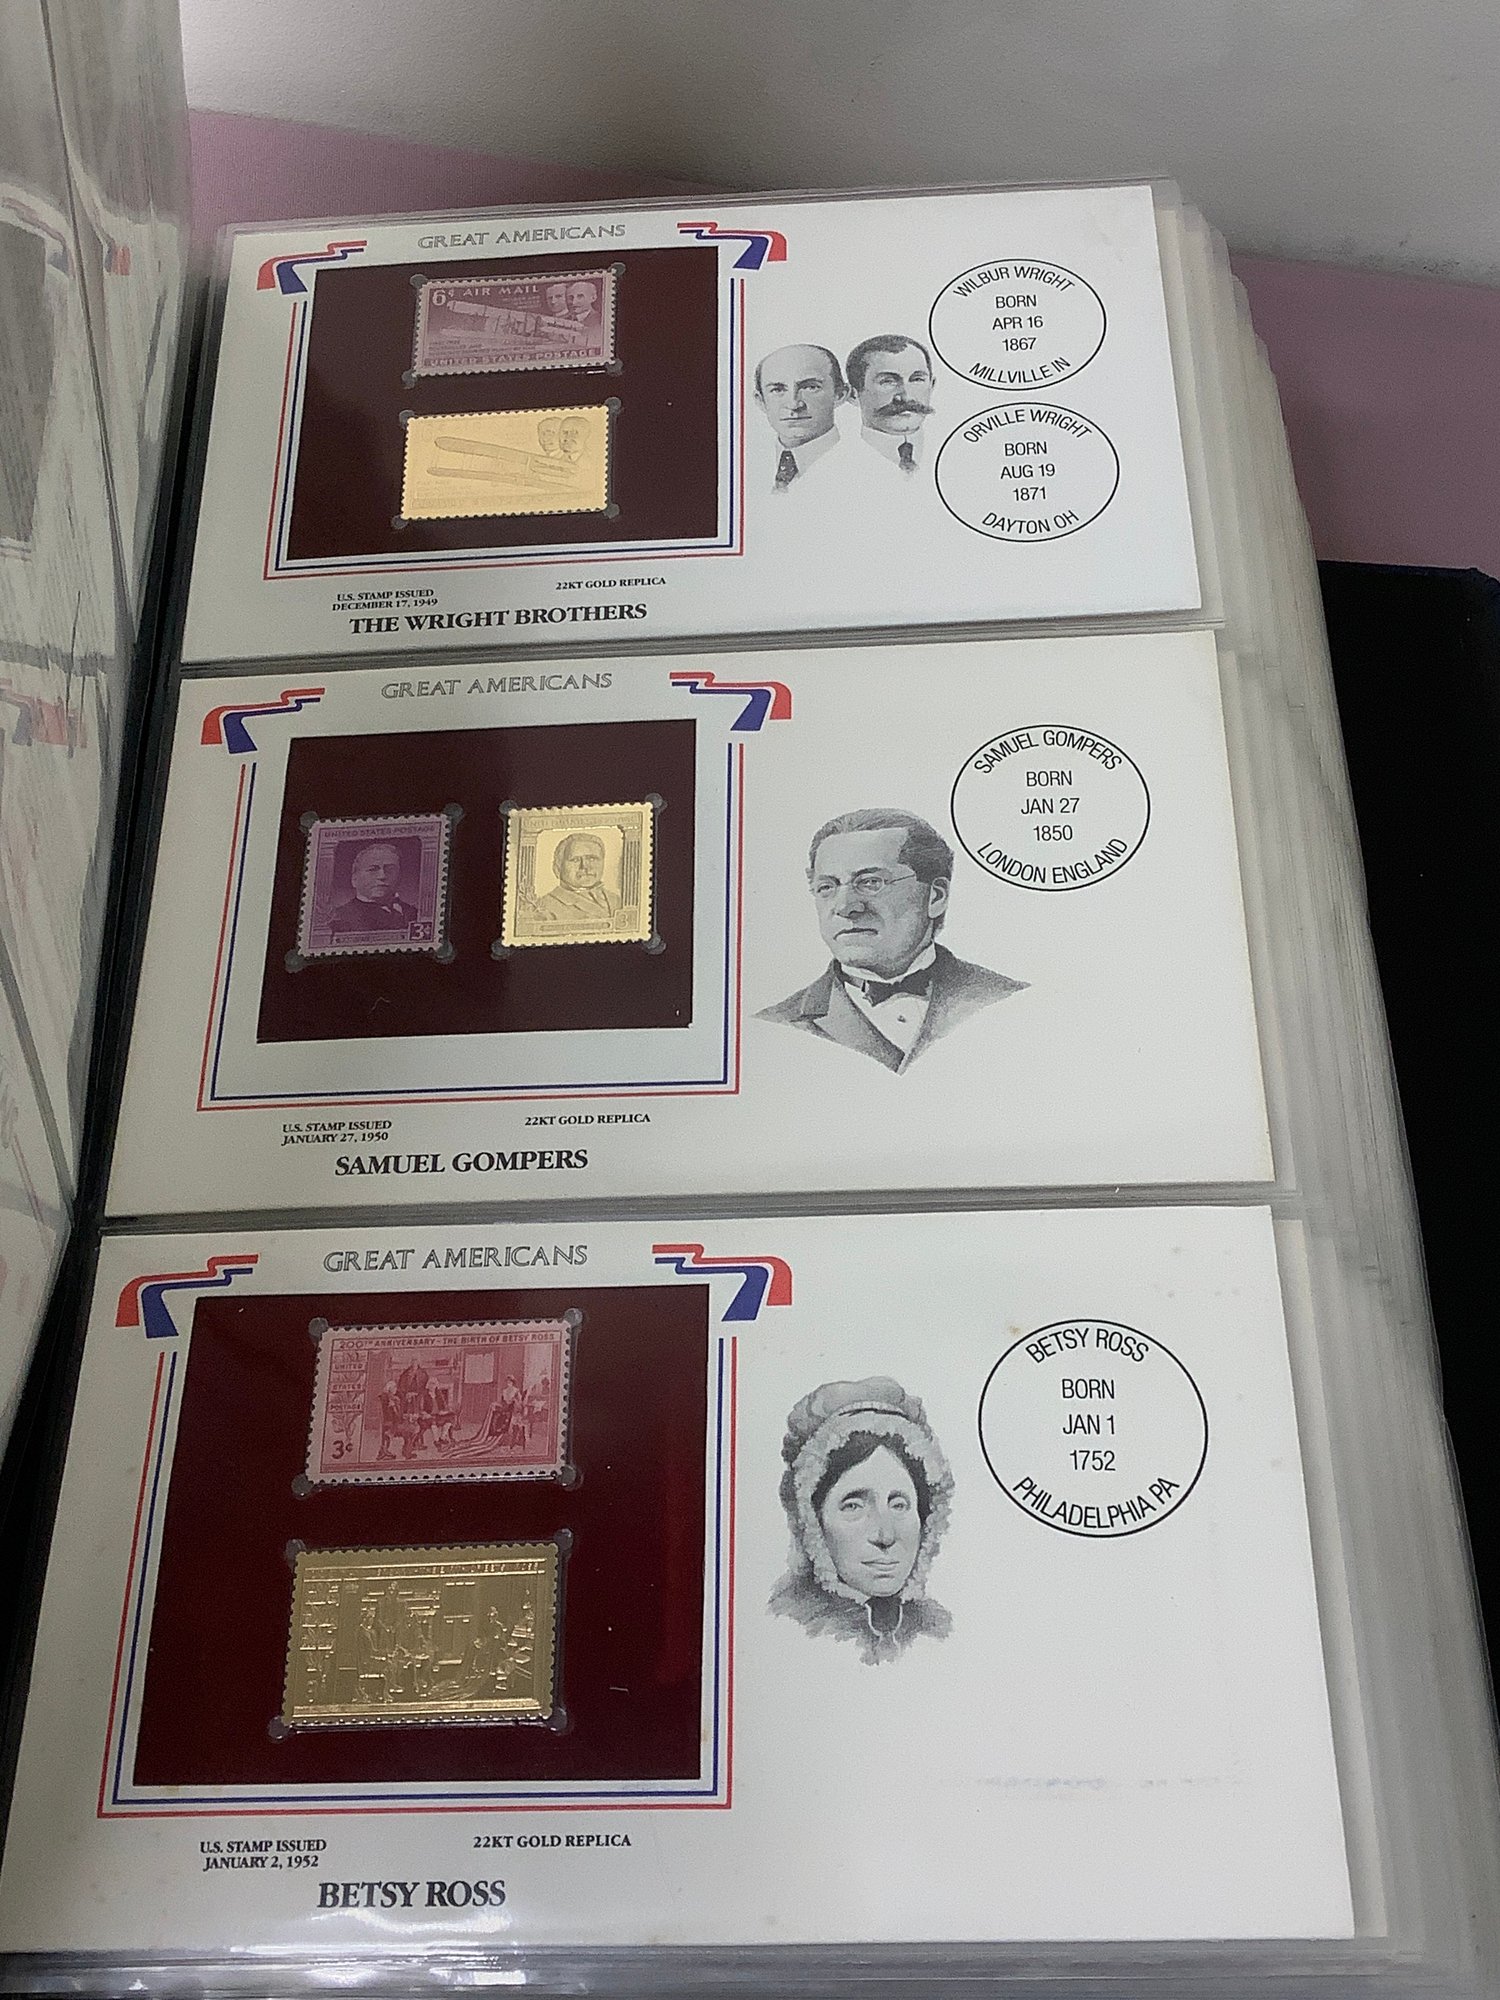 GREAT AMERICANS
6¢ AIR MAIL
UNITED STATES POSTAGE
WILBUR WRIGHT
BORN
APR 16
1867
MILLVILLE IN
ORVILLE WRIGHT
BORN
AUG 19
1871
DAYTON OH
U.S. STAMP ISSUED
DECEMBER 17, 1949
22KT GOLD REPLICA
THE WRIGHT BROTHERS
GREAT AMERICANS
UNITED STATES POSTAGE
3¢
SAMUEL GOMPERS
BORN
JAN 27
1850
LONDON ENGLAND
U.S. STAMP ISSUED
JANUARY 27, 1950
22KT GOLD REPLICA
SAMUEL GOMPERS
GREAT AMERICANS
200TH ANNIVERSARY - THE BIRTH OF BETSY ROSS
UNITED
STATES
POSTAGE
3¢
BETSY ROSS
BORN
JAN 1
1752
PHILADELPHIA PA
U.S. STAMP ISSUED
JANUARY 2, 1952
22KT GOLD REPLICA
BETSY ROSS